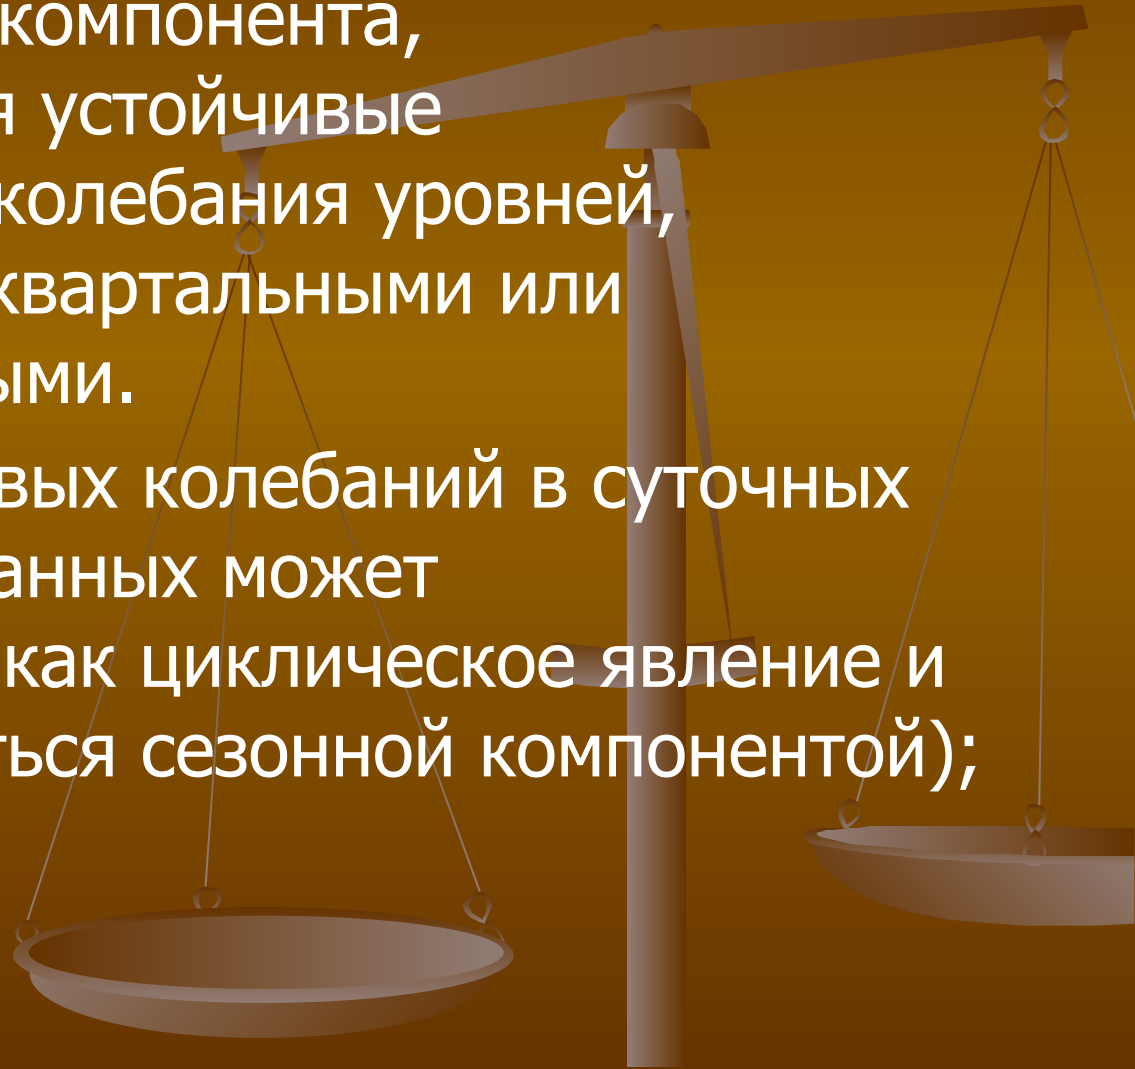 компонента,
я устойчивые
колебания уровней,
квартальными или
ыми.
вых колебаний в суточных
анных может
как циклическое явление и
ться сезонной компонентой);